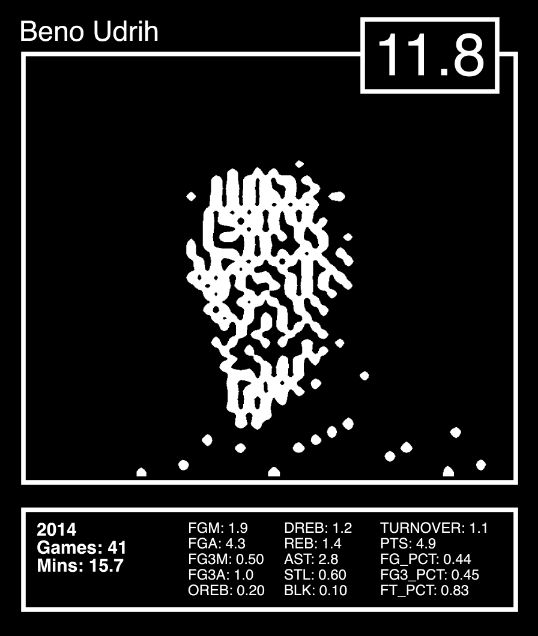 Beno Udrih
11.8
2014
Games: 41
Mins: 15.7
FGM: 1.9
FGA: 4.3
FG3M: 0.50
FG3A: 1.0
OREB: 0.20
DREB: 1.2
REB: 1.4
AST: 2.8
STL: 0.60
BLK: 0.10
TURNOVER: 1.1
PTS: 4.9
FG_PCT: 0.44
FG3_PCT: 0.45
FT_PCT: 0.83